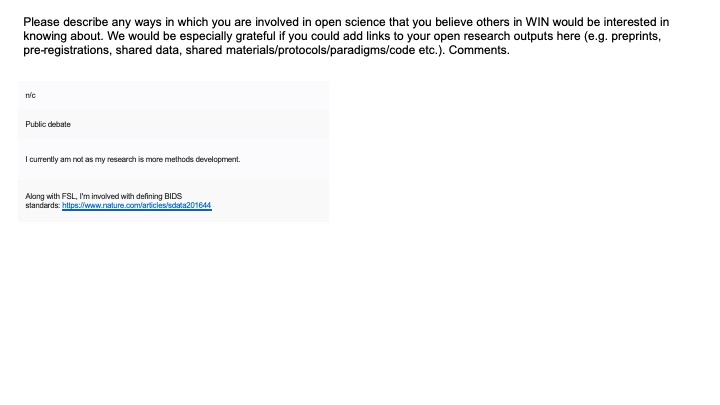 Please describe any ways in which you are involved in open science that you believe others in WIN would be interested in
knowing about. We would be especially grateful if you could add links to your open research outputs here (e.g. preprints,
pre-registrations, shared data, shared materials/protocols/paradigms/code etc.). Comments.
n/c
Public debate
I currently am not as my research is more methods development.
Along with FSL, I'm involved with defining BIDS
standards: https://www.nature.com/articles/sdata201644